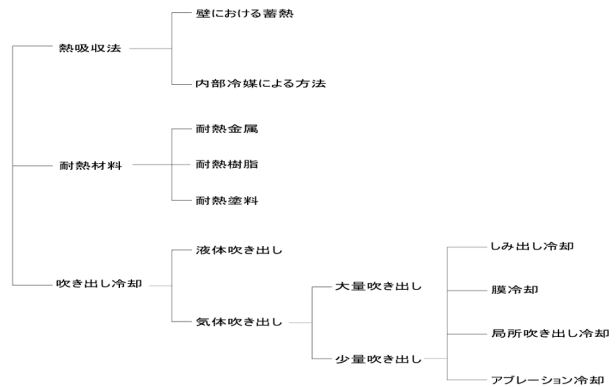 壁における蓄熱
熱吸収法
内部冷媒による方法
耐熱金属
耐熱材料
耐熱樹脂
耐熱塗料
液体吹き出し
しみ出し冷却
吹き出し冷却
大量吹き出し
膜冷却
気体吹き出し
局所吹き出し冷却
少量吹き出し
アブレーション冷却